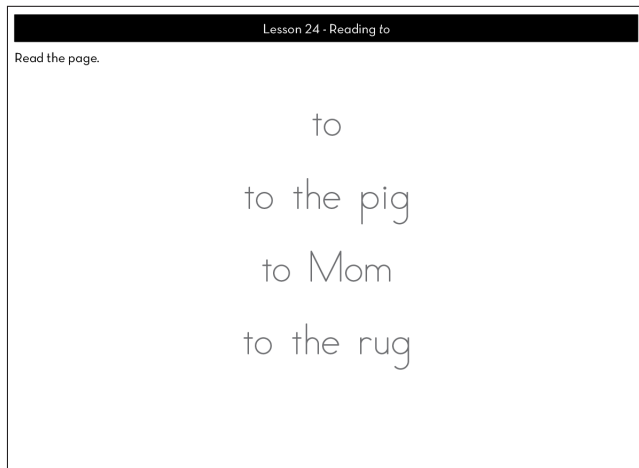 Lesson 24 - Reading to
Read the page.
to
to the pig
to Mom
to the rug